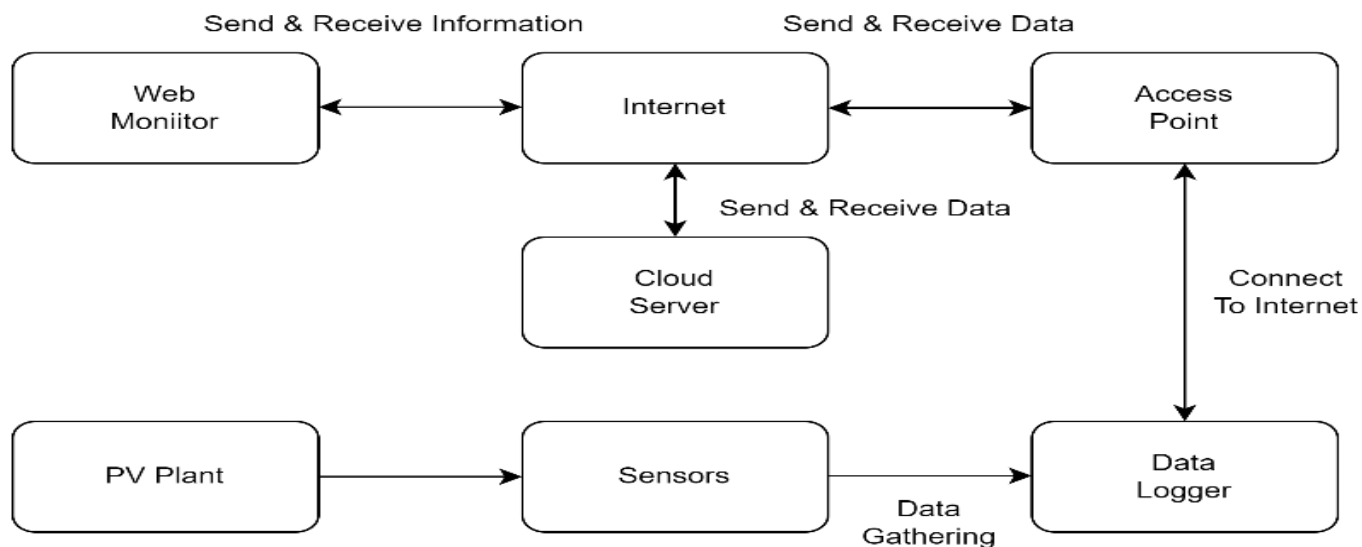 Send & Receive Information
Send & Receive Data
Web
Moniitor
Internet
Access
Point
Send & Receive Data
Cloud
Server
Connect
To Internet
PV Plant
Sensors
Data
Logger
Data
Gathering